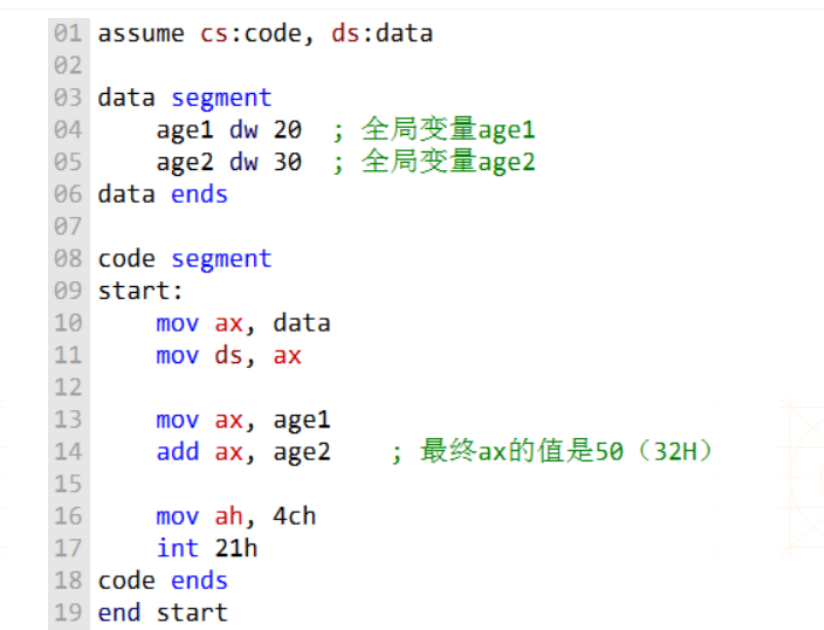 01 assume cs:code, ds:data
02
03 data segment
04     age1 dw 20  ; 全局变量age1
05     age2 dw 30  ; 全局变量age2
06 data ends
07
08 code segment
09 start:
10     mov ax, data
11     mov ds, ax
12
13     mov ax, age1
14     add ax, age2    ; 最终ax的值是50（32H）
15
16     mov ah, 4ch
17     int 21h
18 code ends
19 end start